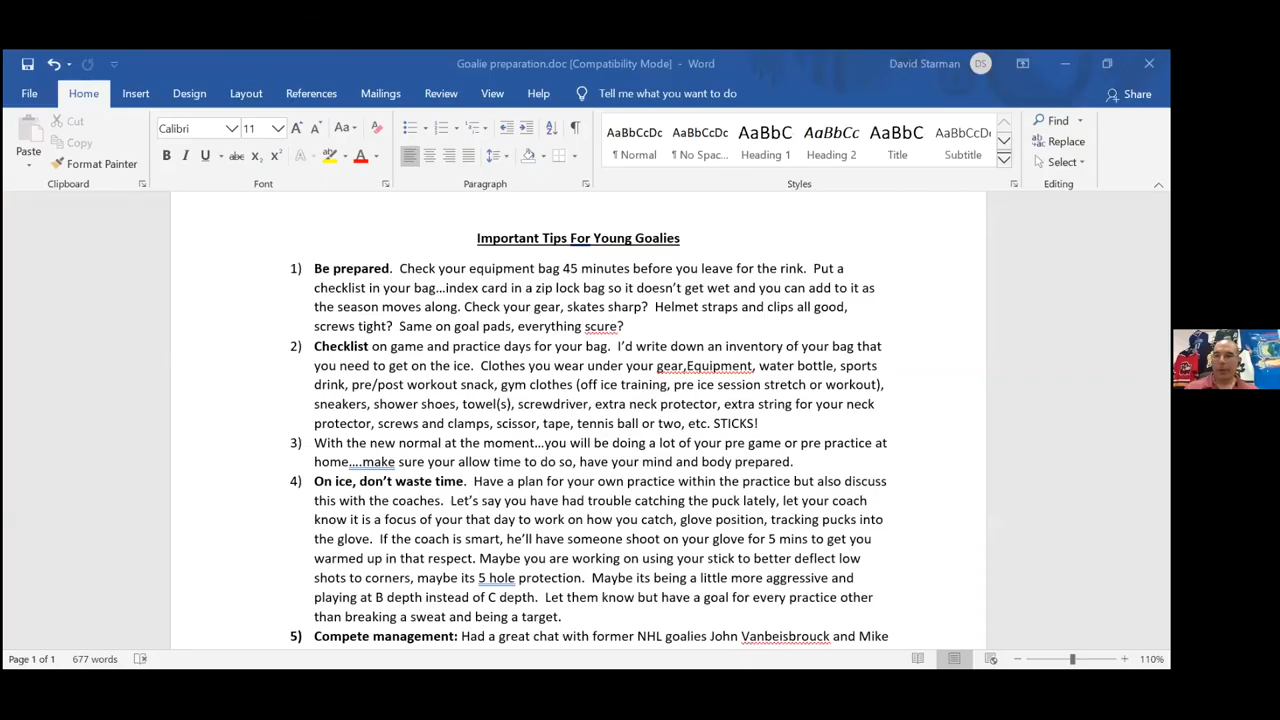 Goalie preparation.doc [Compatibility Mode] - Word
David Starman
DS
File Home Insert Design Layout References Mailings Review View Help Tell me what you want to do Share
Paste
Cut
Copy
Format Painter
Clipboard
Calibri 11
Font
Paragraph
AaBbCcDc AaBbCcDc AaBbC AaBbCc AaBbC AaBbCcD
¶ Normal ¶ No Spac... Heading 1 Heading 2 Title Subtitle
Styles
Find
Replace
Select
Editing
Important Tips For Young Goalies
1) Be prepared. Check your equipment bag 45 minutes before you leave for the rink. Put a
checklist in your bag…index card in a zip lock bag so it doesn't get wet and you can add to it as
the season moves along. Check your gear, skates sharp? Helmet straps and clips all good,
screws tight? Same on goal pads, everything scure?
2) Checklist on game and practice days for your bag. I'd write down an inventory of your bag that
you need to get on the ice. Clothes you wear under your gear,Equipment, water bottle, sports
drink, pre/post workout snack, gym clothes (off ice training, pre ice session stretch or workout),
sneakers, shower shoes, towel(s), screwdriver, extra neck protector, extra string for your neck
protector, screws and clamps, scissor, tape, tennis ball or two, etc. STICKS!
3) With the new normal at the moment…you will be doing a lot of your pre game or pre practice at
home….make sure your allow time to do so, have your mind and body prepared.
4) On ice, don't waste time. Have a plan for your own practice within the practice but also discuss
this with the coaches. Let's say you have had trouble catching the puck lately, let your coach
know it is a focus of your that day to work on how you catch, glove position, tracking pucks into
the glove. If the coach is smart, he'll have someone shoot on your glove for 5 mins to get you
warmed up in that respect. Maybe you are working on using your stick to better deflect low
shots to corners, maybe its 5 hole protection. Maybe its being a little more aggressive and
playing at B depth instead of C depth. Let them know but have a goal for every practice other
than breaking a sweat and being a target.
5) Compete management: Had a great chat with former NHL goalies John Vanbeisbrouck and Mike
Page 1 of 1 677 words 110%